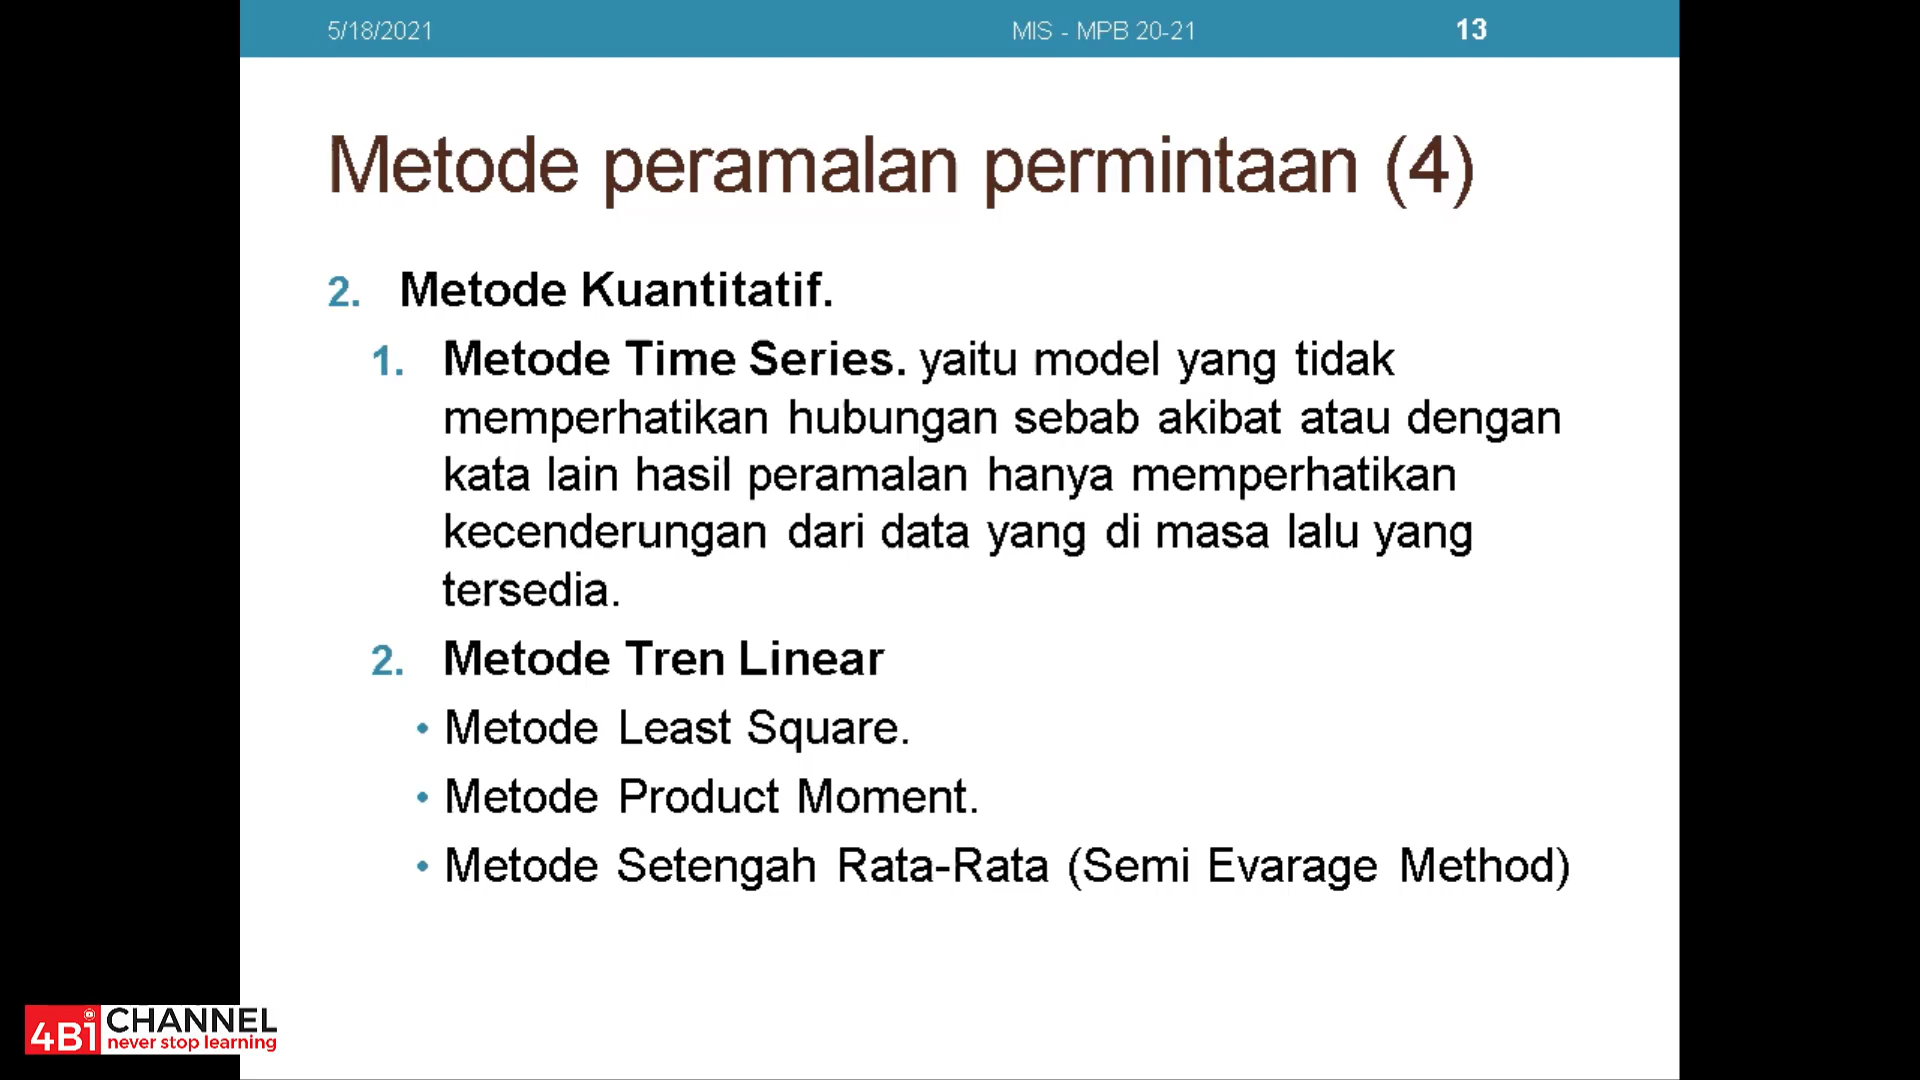 5/18/2021 MIS - MPB 20-21 13
Metode peramalan permintaan (4)
2. Metode Kuantitatif.
1. Metode Time Series. yaitu model yang tidak
memperhatikan hubungan sebab akibat atau dengan
kata lain hasil peramalan hanya memperhatikan
kecenderungan dari data yang di masa lalu yang
tersedia.
2. Metode Tren Linear
• Metode Least Square.
• Metode Product Moment.
• Metode Setengah Rata-Rata (Semi Evarage Method)
4Bi CHANNEL
never stop learning